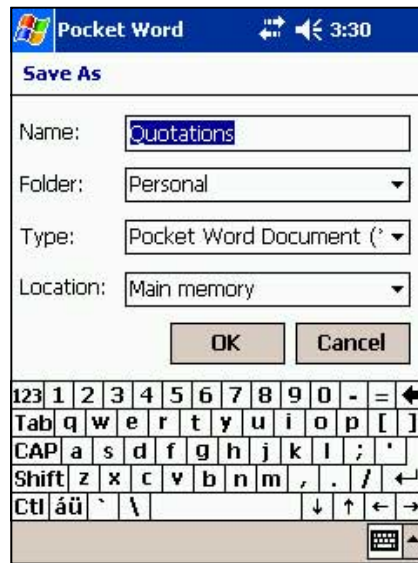 Pocket Word 3:30
Save As
Name: Quotations
Folder: Personal
Type: Pocket Word Document (*
Location: Main memory
OK Cancel
123 1 2 3 4 5 6 7 8 9 0 - = ←
Tab q w e r t y u i o p [ ]
CAP a s d f g h j k l ; '
Shift z x c v b n m , . / ↵
Ctl áü ` \ ↓ ↑ ← →